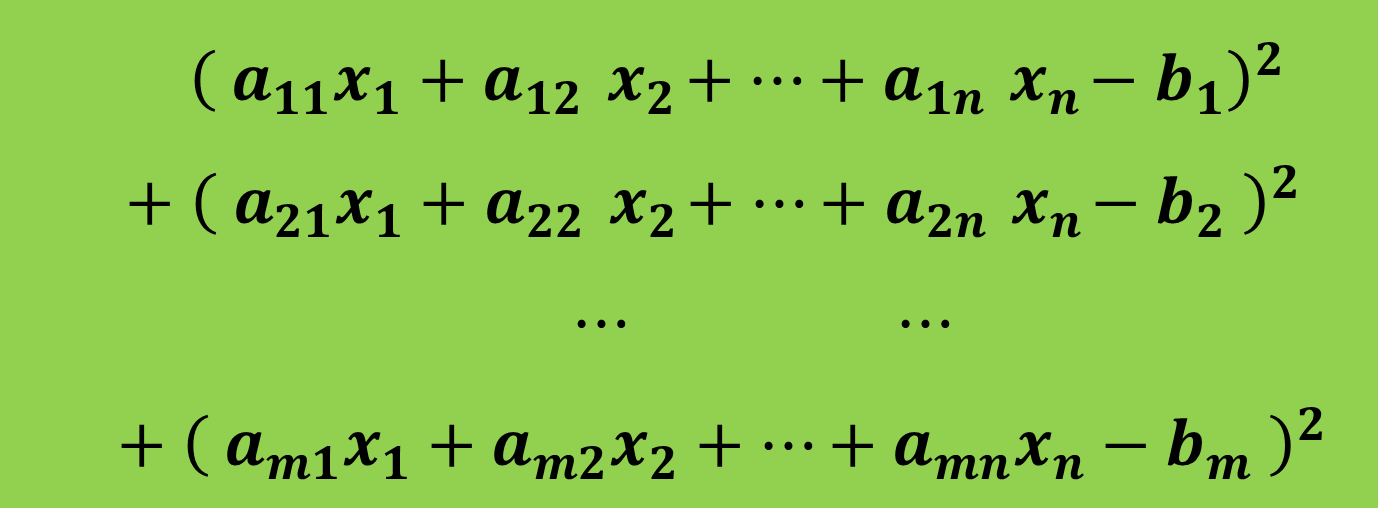 ( a₁₁x₁ + a₁₂ x₂ + ⋯ + a₁ₙ xₙ − b₁)²
+ ( a₂₁x₁ + a₂₂ x₂ + ⋯ + a₂ₙ xₙ − b₂ )²
… …
+ ( aₘ₁x₁ + aₘ₂x₂ + ⋯ + aₘₙxₙ − bₘ )²